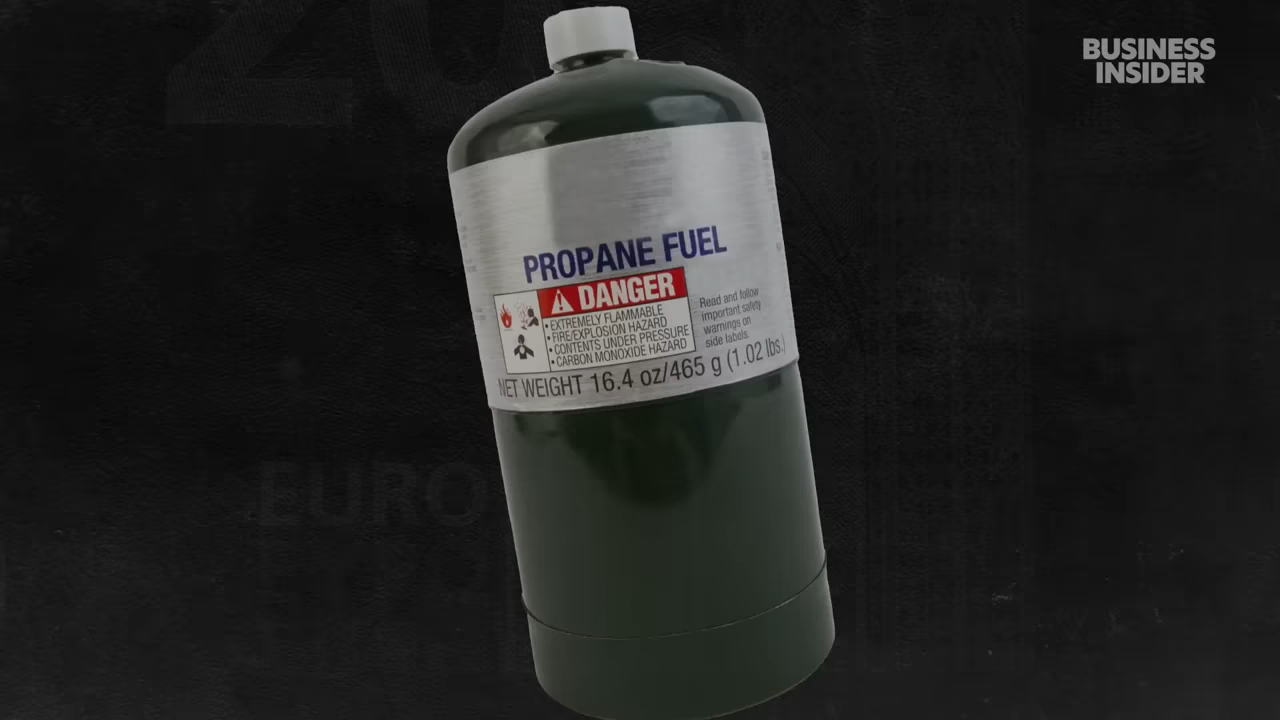 BUSINESS
INSIDER
PROPANE FUEL
DANGER
• EXTREMELY FLAMMABLE
• FIRE/EXPLOSION HAZARD
• CONTENTS UNDER PRESSURE
• CARBON MONOXIDE HAZARD
Read and follow
important safety
warnings on
side labels.
NET WEIGHT 16.4 oz/465 g (1.02 lbs.)
EURO